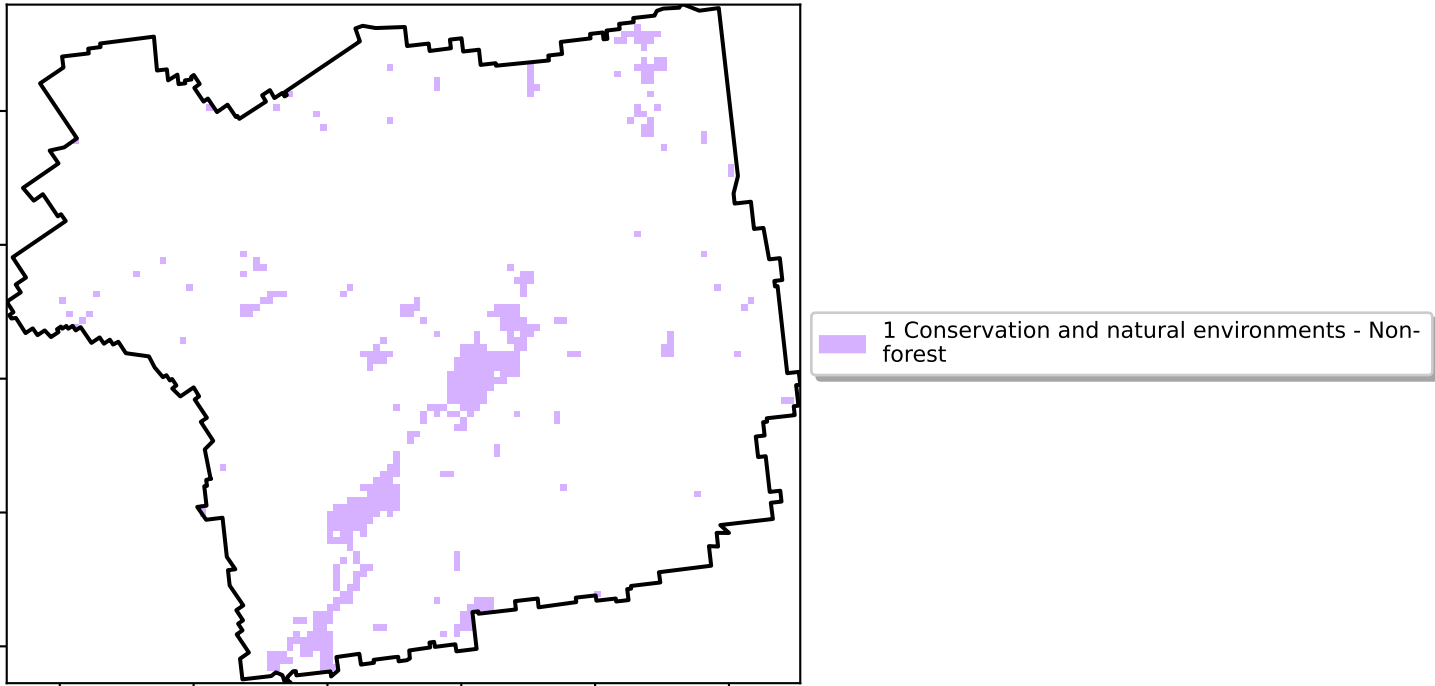 1 Conservation and natural environments - Non-
forest